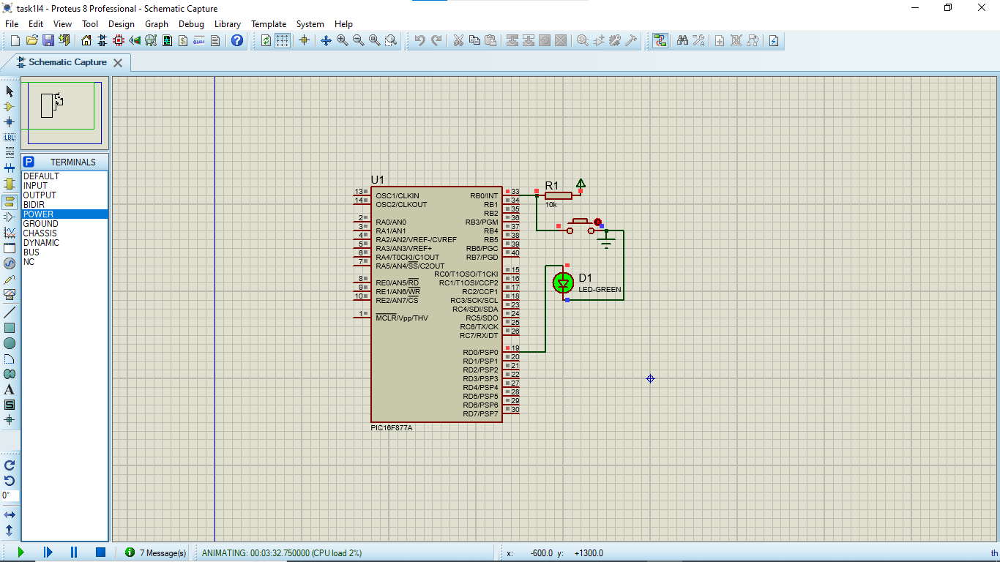 task1l4 - Proteus 8 Professional - Schematic Capture
File Edit View Tool Design Graph Debug Library Template System Help
Schematic Capture
LBL
P TERMINALS
DEFAULT
INPUT
OUTPUT
BIDIR
POWER
GROUND
CHASSIS
DYNAMIC
BUS
NC
A
S
0°
U1
13 OSC1/CLKIN
14 OSC2/CLKOUT
2 RA0/AN0
3 RA1/AN1
4 RA2/AN2/VREF-/CVREF
5 RA3/AN3/VREF+
6 RA4/T0CKI/C1OUT
7 RA5/AN4/SS/C2OUT
8 RE0/AN5/RD
9 RE1/AN6/WR
10 RE2/AN7/CS
1 MCLR/Vpp/THV
RB0/INT 33
RB1 34
RB2 35
RB3/PGM 36
RB4 37
RB5 38
RB6/PGC 39
RB7/PGD 40
RC0/T1OSO/T1CKI 15
RC1/T1OSI/CCP2 16
RC2/CCP1 17
RC3/SCK/SCL 18
RC4/SDI/SDA 23
RC5/SDO 24
RC6/TX/CK 25
RC7/RX/DT 26
RD0/PSP0 19
RD1/PSP1 20
RD2/PSP2 21
RD3/PSP3 22
RD4/PSP4 27
RD5/PSP5 28
RD6/PSP6 29
RD7/PSP7 30
PIC16F877A
R1
10k
D1
LED-GREEN
7 Message(s) ANIMATING: 00:03:32.750000 (CPU load 2%) x: -600.0 y: +1300.0 th